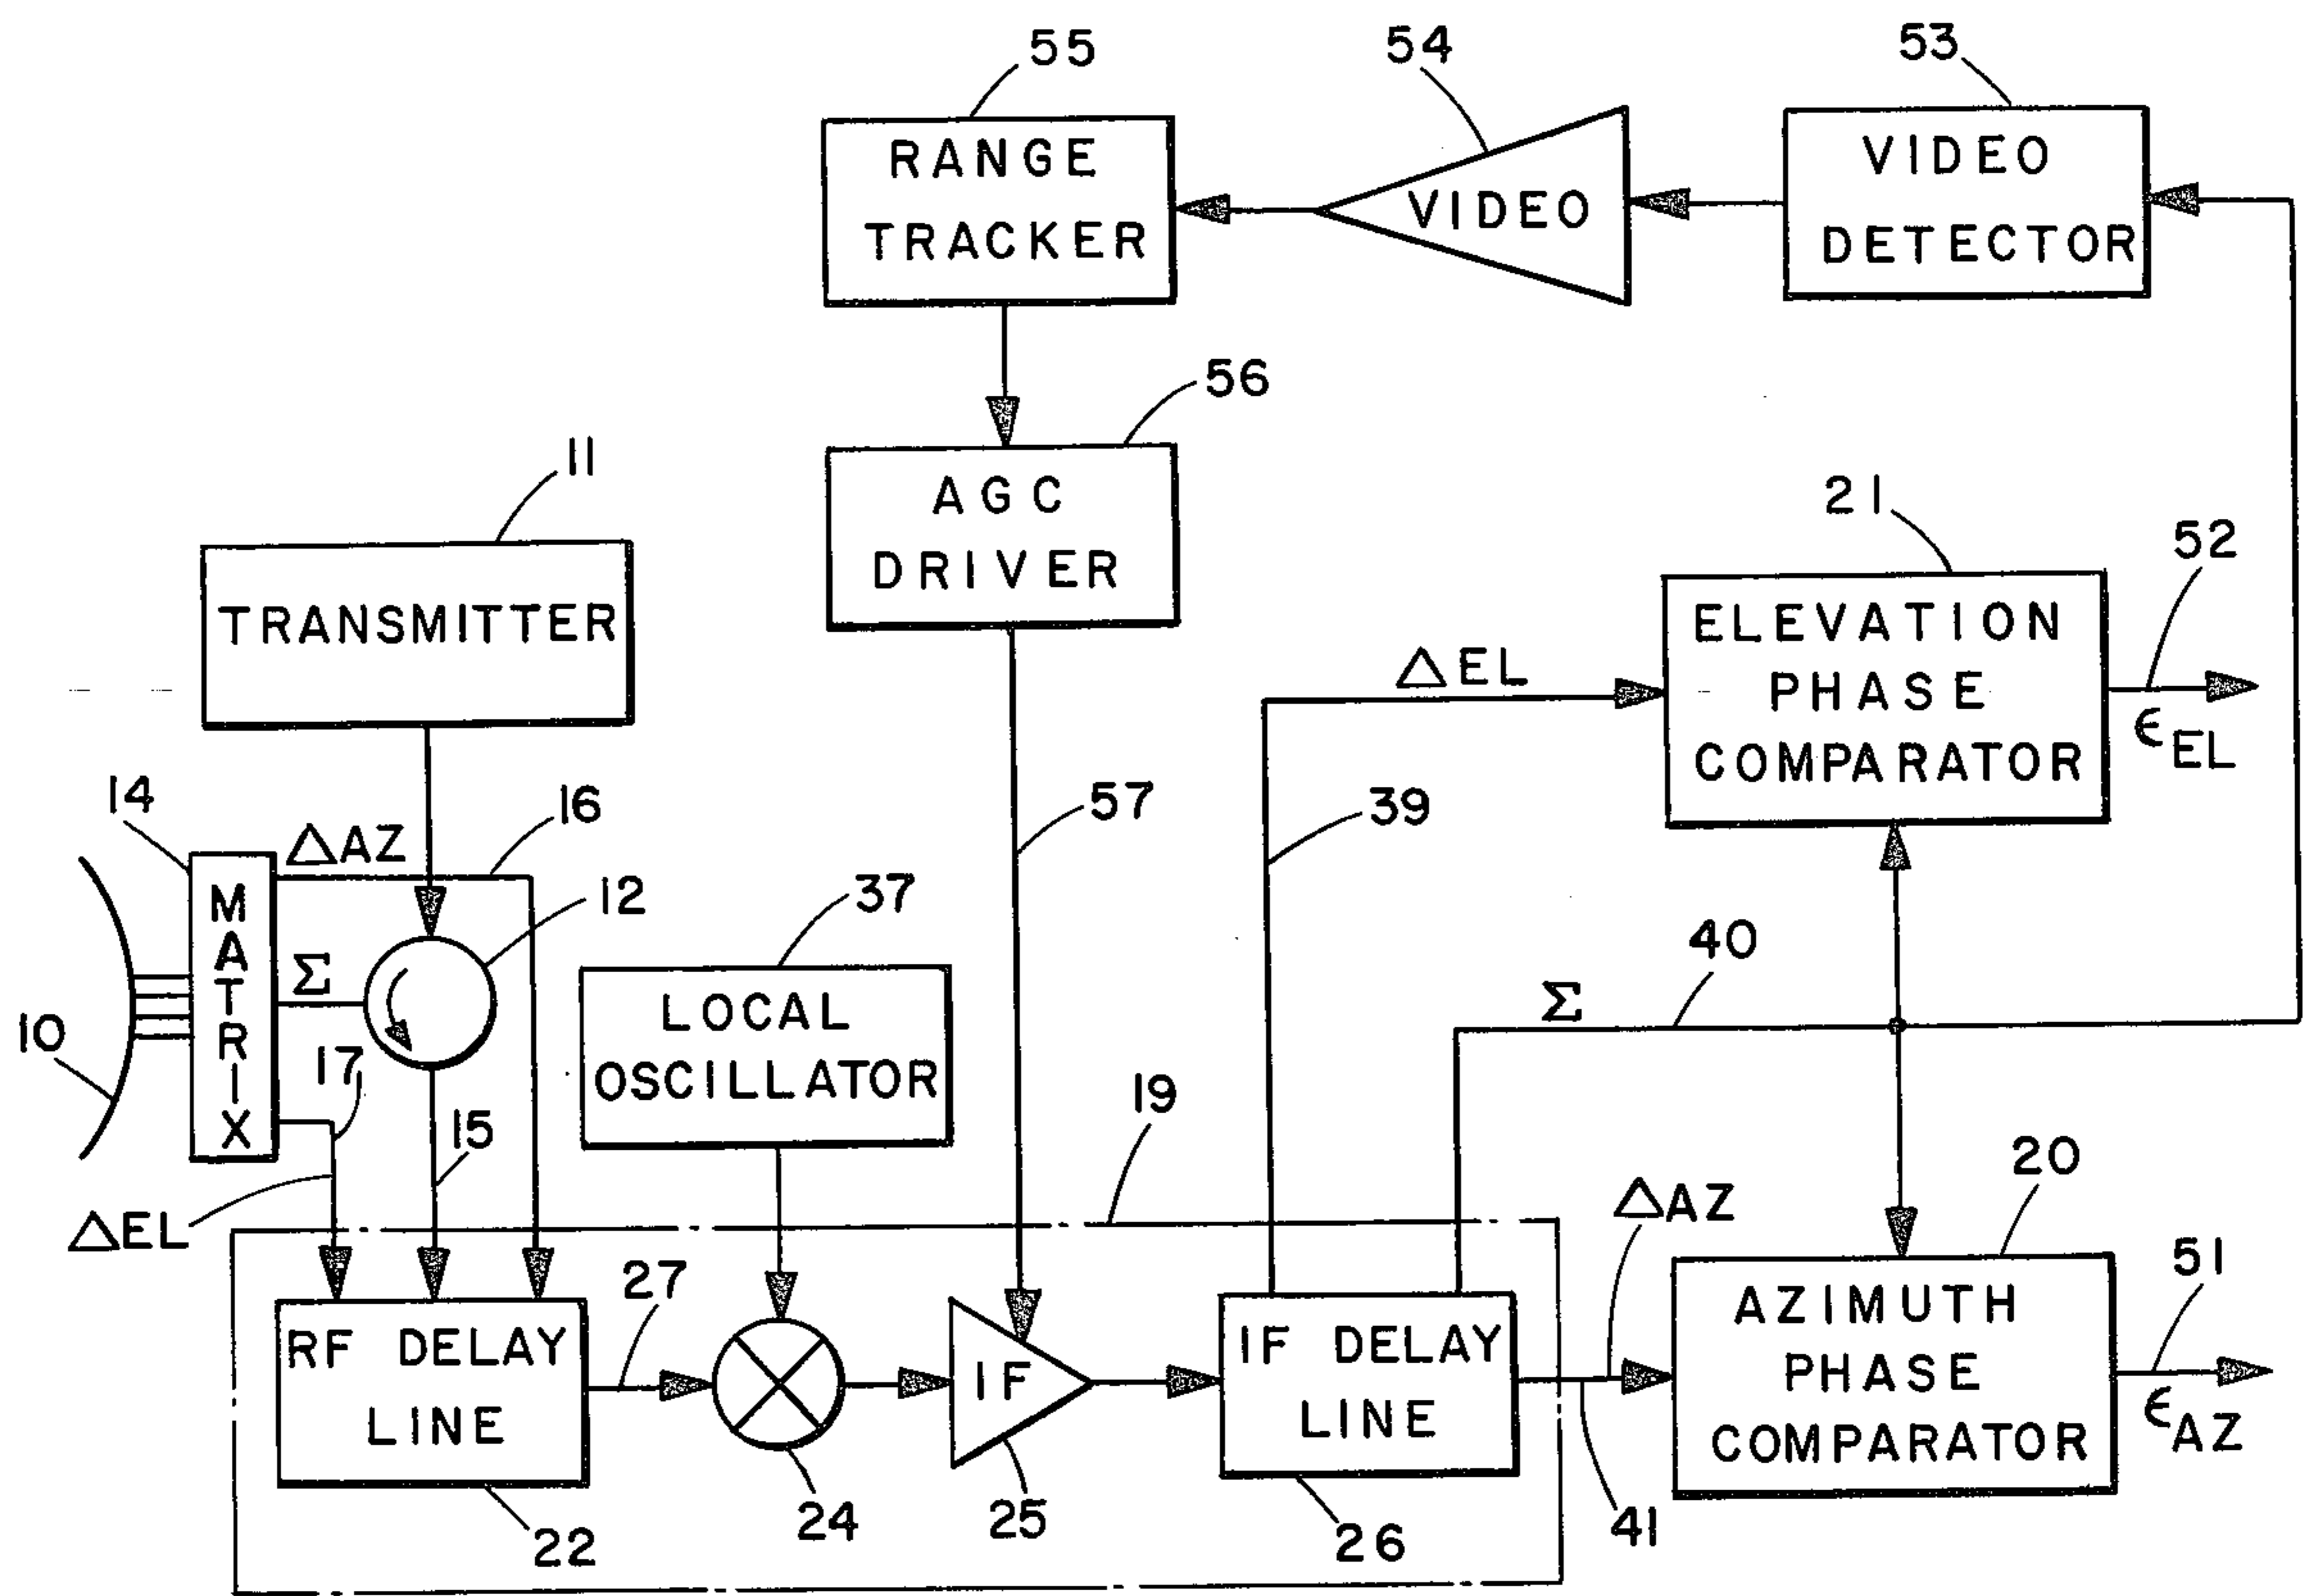 55
54
53
RANGE
TRACKER
VIDEO
VIDEO
DETECTOR
56
11
AGC
DRIVER
21
52
TRANSMITTER
ΔEL
ELEVATION
PHASE
COMPARATOR
ϵEL
14
16
57
39
ΔAZ
12
37
40
MATRIX
Σ
LOCAL
OSCILLATOR
Σ
10
17
15
19
20
ΔEL
ΔAZ
27
51
RF DELAY
LINE
IF
IF DELAY
LINE
AZIMUTH
PHASE
COMPARATOR
ϵAZ
22
24
25
26
41